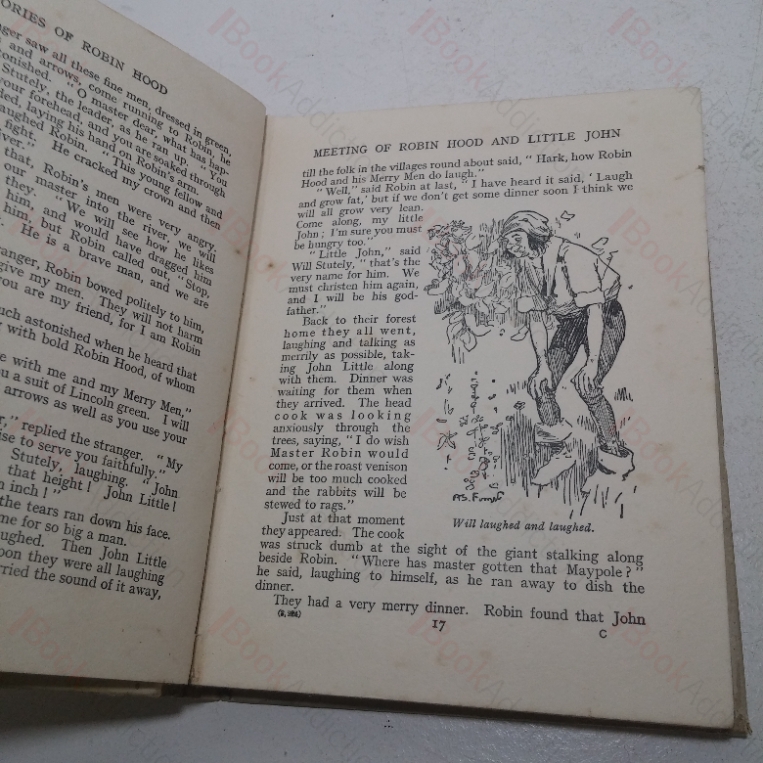 ORIES OF ROBIN HOOD
nger saw all these fine men, dressed in green,
and arrows, come running to Robin, he
onished. "O master dear, what has hap-
Stutely, the leader, as he ran up. "You
your forehead, and you are soaked through
ded, laying his hand on Robin's arm.
aughed Robin. "This young fellow and
fight. He cracked my crown and then
iver."
that, Robin's men were very angry.
our master into the river, we will
they. "We will see how he likes
him, and would have dragged him
him, but Robin called out, "Stop,
. He is a brave man, and we are
ranger, Robin bowed politely to him,
give my men. They will not harm
you are my friend, for I am Robin
uch astonished when he heard that
with bold Robin Hood, of whom
e with me and my Merry Men,"
ou a suit of Lincoln green. I will
arrows as well as you use your
," replied the stranger. "My
ise to serve you faithfully."
Stutely, laughing. "John
that height! John Little!
n inch!"
the tears ran down his face.
me for so big a man.
ughed. Then John Little
oon they were all laughing
rried the sound of it away,
MEETING OF ROBIN HOOD AND LITTLE JOHN
till the folk in the villages round about said, "Hark, how Robin
Hood and his Merry Men do laugh."
"Well," said Robin at last, "I have heard it said, 'Laugh
and grow fat,' but if we don't get some dinner soon I think we
will all grow very lean.
Come along, my little
John; I'm sure you must
be hungry too."
"Little John," said
Will Stutely, "that's the
very name for him. We
must christen him again,
and I will be his god-
father."
Back to their forest
home they all went,
laughing and talking as
merrily as possible, tak-
ing John Little along
with them. Dinner was
waiting for them when
they arrived. The head
cook was looking
anxiously through the
trees, saying, "I do wish
Master Robin would
come, or the roast venison
will be too much cooked
and the rabbits will be
stewed to rags."
Just at that moment
they appeared. The cook
was struck dumb at the sight of the giant stalking along
beside Robin. "Where has master gotten that Maypole?"
he said, laughing to himself, as he ran away to dish the
dinner.
They had a very merry dinner. Robin found that John
Will laughed and laughed.
17
C
BookAddiction